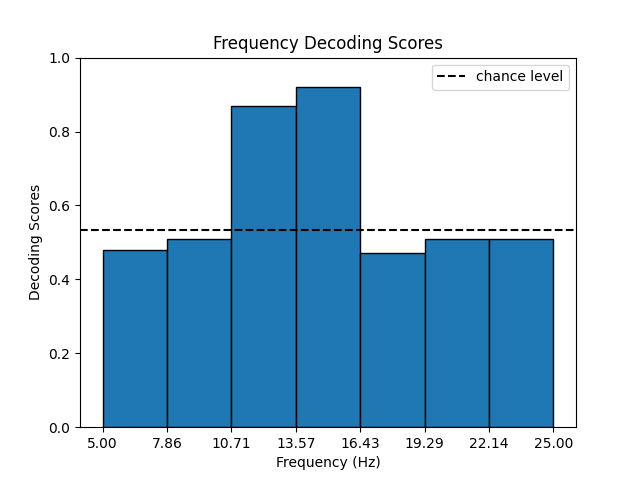 Frequency Decoding Scores
1.0
chance level
0.8
0.6
Decoding Scores
0.4
0.2
0.0
5.00 7.86 10.71 13.57 16.43 19.29 22.14 25.00
Frequency (Hz)